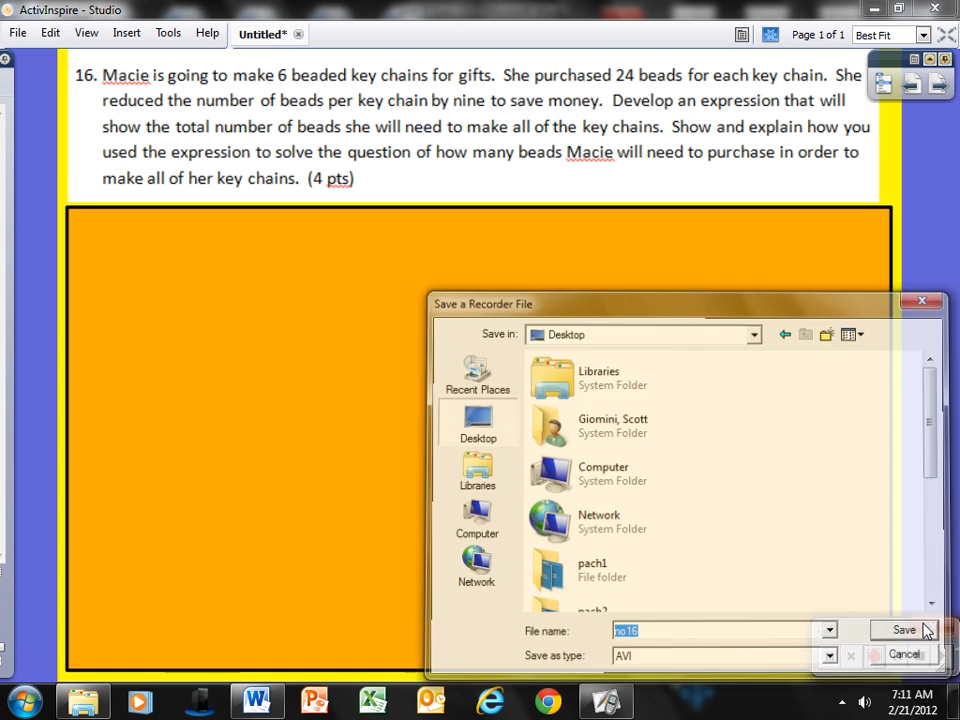 ActivInspire - Studio
File Edit View Insert Tools Help Untitled* Page 1 of 1 Best Fit
16. Macie is going to make 6 beaded key chains for gifts. She purchased 24 beads for each key chain. She
reduced the number of beads per key chain by nine to save money. Develop an expression that will
show the total number of beads she will need to make all of the key chains. Show and explain how you
used the expression to solve the question of how many beads Macie will need to purchase in order to
make all of her key chains. (4 pts)
Save a Recorder File
Save in: Desktop
Recent Places
Desktop
Libraries
Computer
Network
Libraries
System Folder
Giomini, Scott
System Folder
Computer
System Folder
Network
System Folder
pach1
File folder
pach2
File name: no16 Save
Save as type: AVI Cancel
7:11 AM
2/21/2012